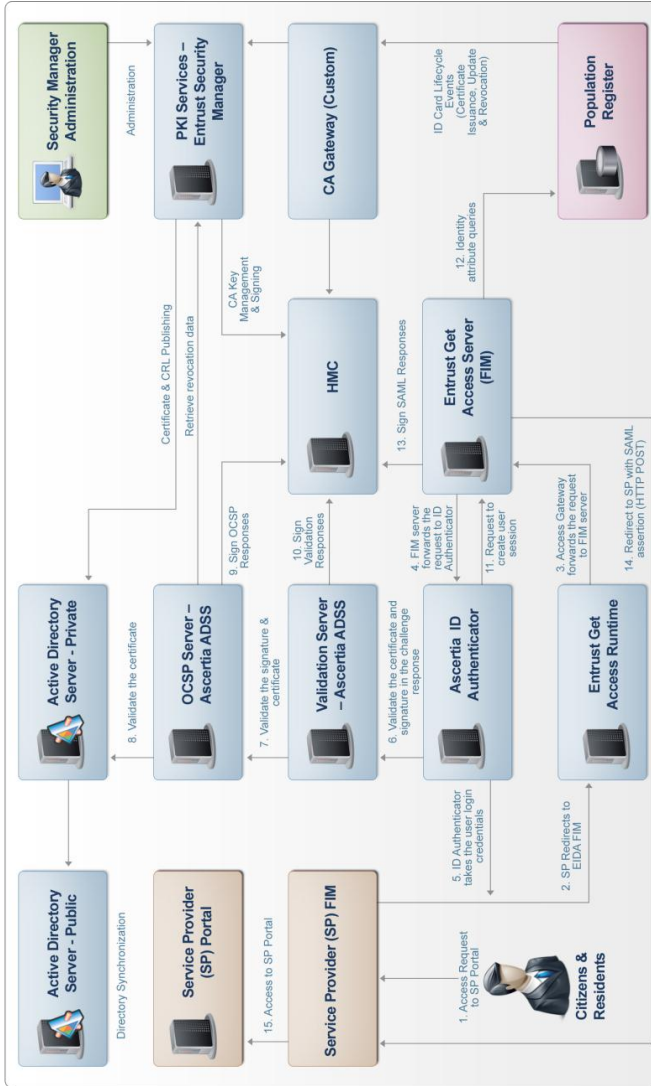 Active Directory
Server - Public
Directory Synchronization
Active Directory
Server - Private
Certificate & CRL Publishing
Retrieve revocation data
PKI Services –
Entrust Security
Manager
Administration
Security Manager
Administration
Service Provider
(SP) Portal
8. Validate the certificate
OCSP Server –
Ascertia ADSS
9. Sign OCSP
Responses
CA Key
Management
& Signing
15. Access to SP Portal
7. Validate the signature &
certificate
Service Provider (SP) FIM
Validation Server
– Ascertia ADSS
10. Sign
Validation
Responses
HMC
CA Gateway (Custom)
6. Validate the certificate and
signature in the challenge
response
13. Sign SAML Responses
1. Access Request
to SP Portal
5. ID Authenticator
takes the user login
credentials
Ascertia ID
Authenticator
4. FIM server
forwards the
request to ID
Authenticator
11. Request to
create user
session
Entrust Get
Access Server
(FIM)
ID Card Lifecycle
Events
(Certificate
Issuance, Update
& Revocation)
Citizens &
Residents
2. SP Redirects to
EIDA FIM
3. Access Gateway
forwards the request
to FIM server
12. Identity
attribute queries
Entrust Get
Access Runtime
14. Redirect to SP with SAML
assertion (HTTP POST)
Population
Register